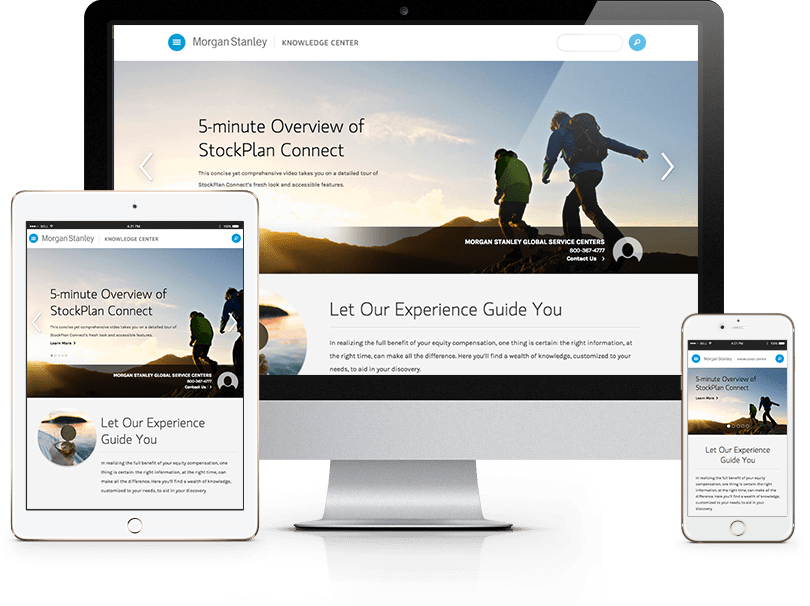 Morgan Stanley KNOWLEDGE CENTER
5-minute Overview of
StockPlan Connect
This concise yet comprehensive video takes you on a detailed tour of
StockPlan Connect's fresh look and accessible features.
MORGAN STANLEY GLOBAL SERVICE CENTERS
800-367-4777
Contact Us >
Let Our Experience Guide You
In realizing the full benefit of your equity compensation, one thing is certain: the right information, at
the right time, can make all the difference. Here you'll find a wealth of knowledge, customized to your
needs, to aid in your discovery.
BELL 4:21 PM 100%
Morgan Stanley KNOWLEDGE CENTER
5-minute Overview of
StockPlan Connect
This concise yet comprehensive video takes you on a detailed tour of
StockPlan Connect's fresh look and accessible features.
Learn More >
MORGAN STANLEY GLOBAL SERVICE CENTERS
800-367-4777
Contact Us >
Let Our Experience
Guide You
In realizing the full benefit of your equity compensation, one
thing is certain: the right information, at the right time, can
make all the difference. Here you'll find a wealth of knowledge,
customized to your needs, to aid in your discovery.
BELL 4:21 PM 100%
Morgan Stanley KNOWLEDGE CENTER
5-minute Overview of
StockPlan Connect
Learn More >
Let Our Experience
Guide You
In realizing the full benefit of your equity
compensation, one thing is certain: the right
information, at the right time, can make all the
difference. Here you'll find a wealth of
knowledge, customized to your needs, to aid in
your discovery.